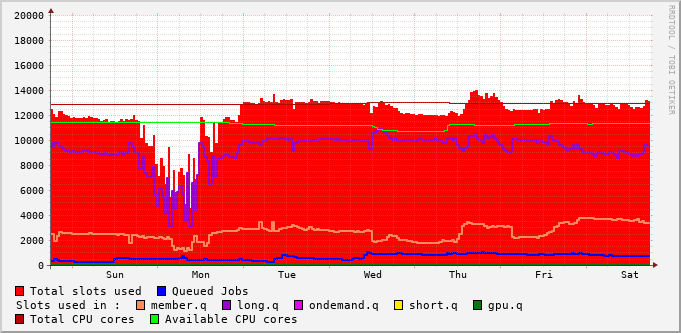 20000
18000
16000
14000
12000
10000
8000
6000
4000
2000
0
Sun Mon Tue Wed Thu Fri Sat
RRDTOOL / TOBI OETIKER
Total slots used Queued Jobs
Slots used in : member.q long.q ondemand.q short.q gpu.q
Total CPU cores Available CPU cores